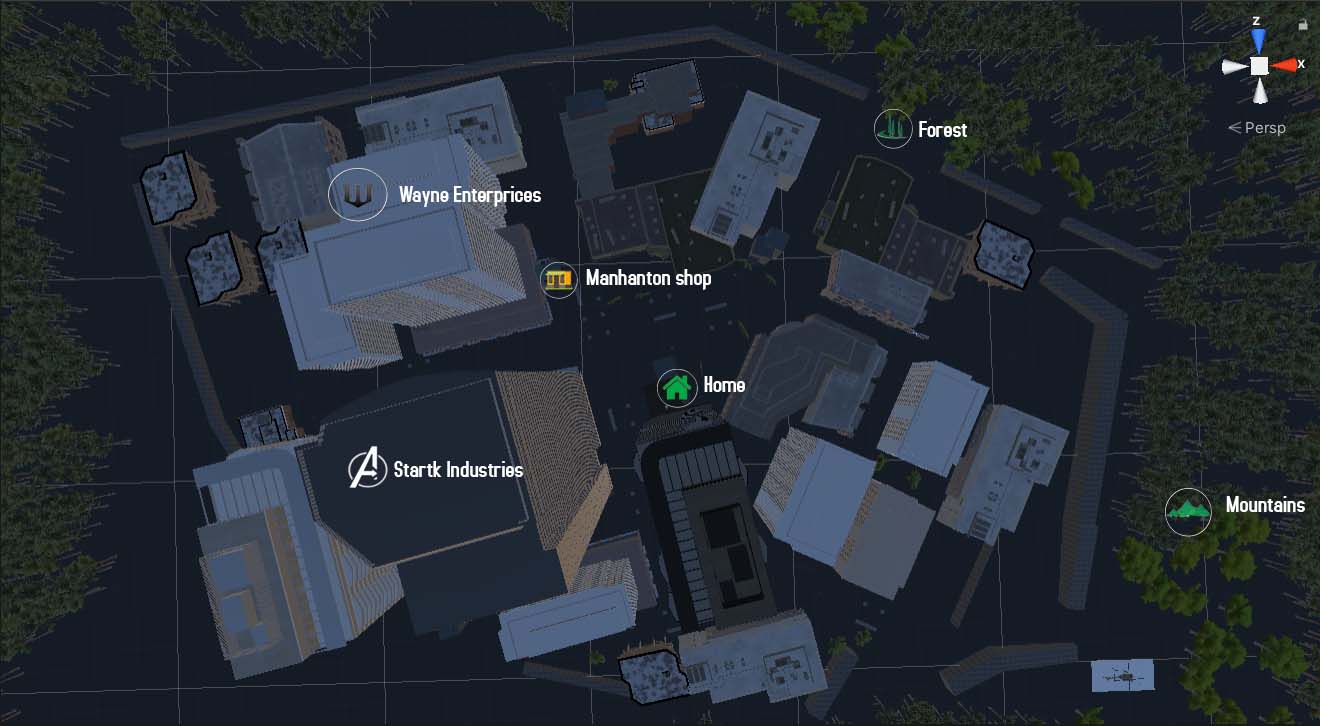 z
x
< Persp
Forest
Wayne Enterprices
Manhanton shop
Home
Startk Industries
Mountains